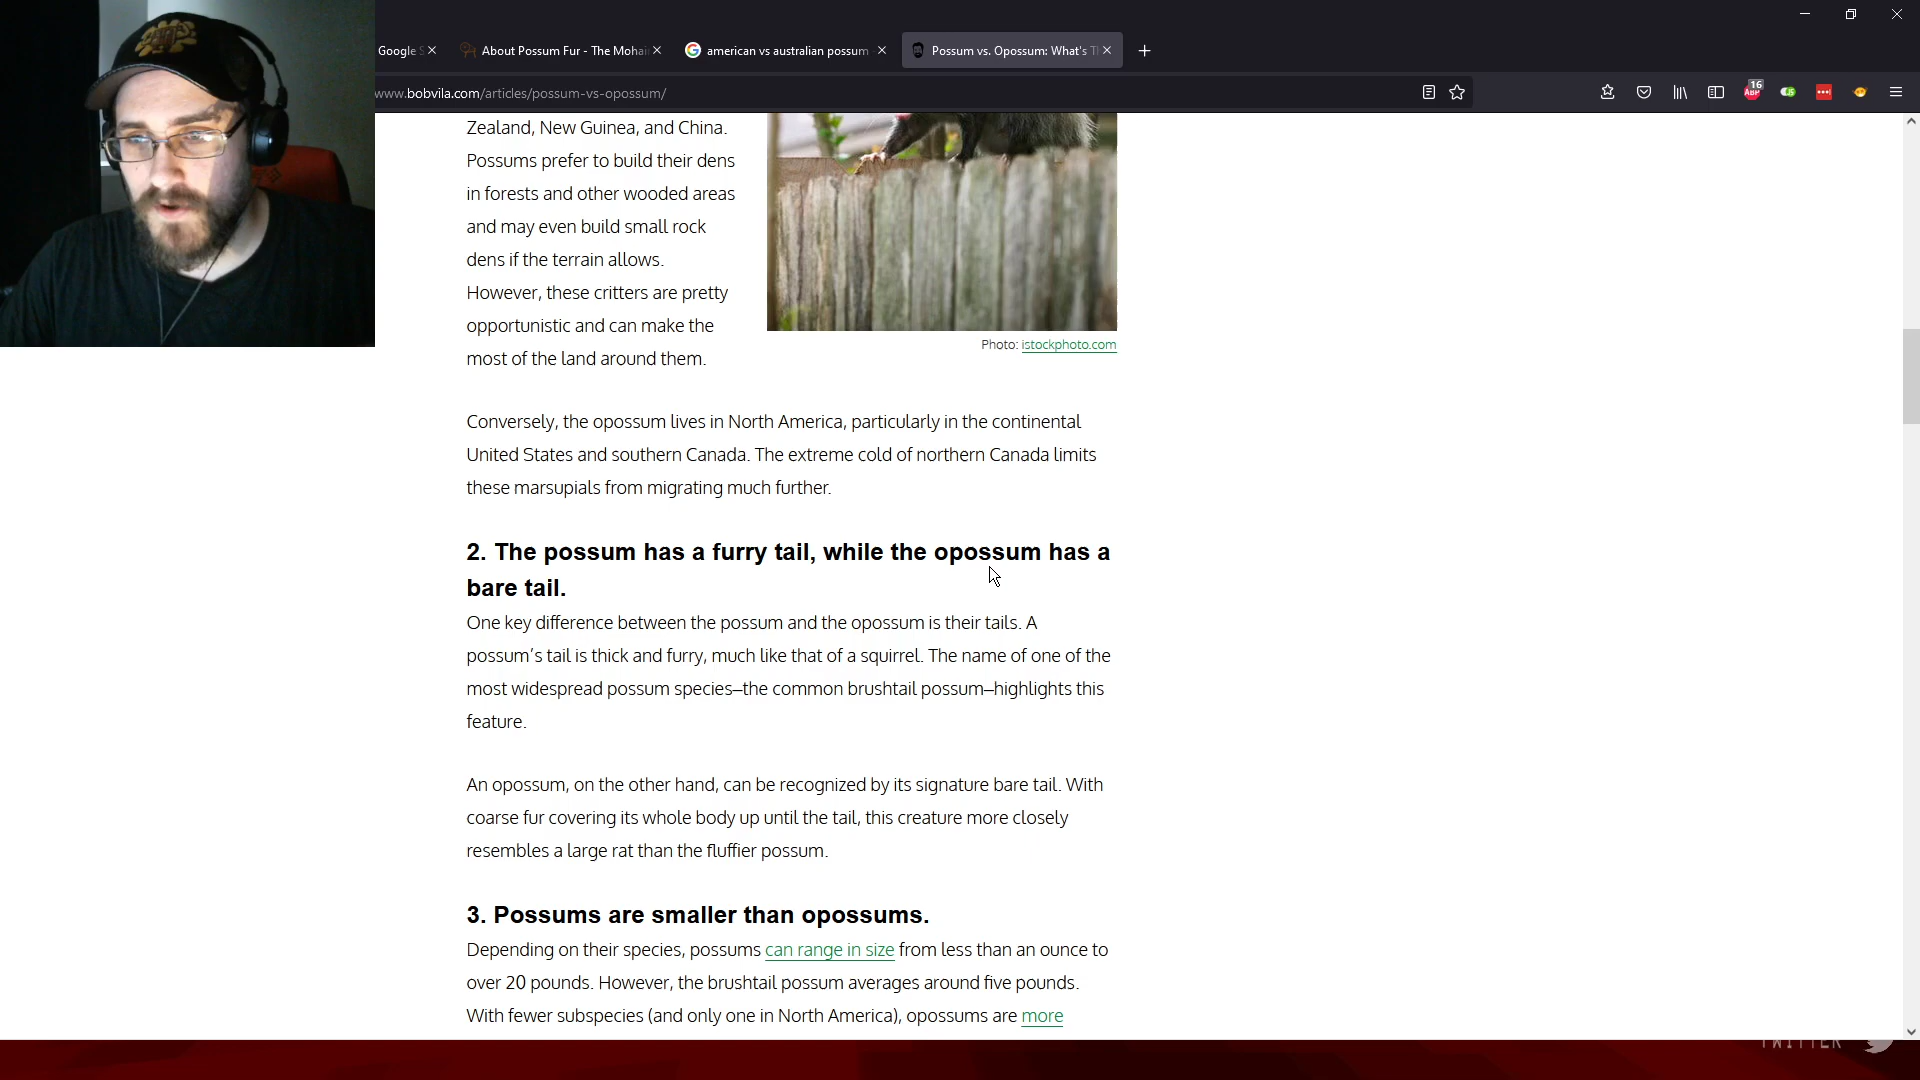 Google S
About Possum Fur - The Mohai
american vs australian possum
Possum vs. Opossum: What's Th
www.bobvila.com/articles/possum-vs-opossum/
16
ABP
Zealand, New Guinea, and China.
Possums prefer to build their dens
in forests and other wooded areas
and may even build small rock
dens if the terrain allows.
However, these critters are pretty
opportunistic and can make the
most of the land around them.
Photo: istockphoto.com
Conversely, the opossum lives in North America, particularly in the continental
United States and southern Canada. The extreme cold of northern Canada limits
these marsupials from migrating much further.
2. The possum has a furry tail, while the opossum has a
bare tail.
One key difference between the possum and the opossum is their tails. A
possum’s tail is thick and furry, much like that of a squirrel. The name of one of the
most widespread possum species—the common brushtail possum—highlights this
feature.
An opossum, on the other hand, can be recognized by its signature bare tail. With
coarse fur covering its whole body up until the tail, this creature more closely
resembles a large rat than the fluffier possum.
3. Possums are smaller than opossums.
Depending on their species, possums can range in size from less than an ounce to
over 20 pounds. However, the brushtail possum averages around five pounds.
With fewer subspecies (and only one in North America), opossums are more
TWITTER